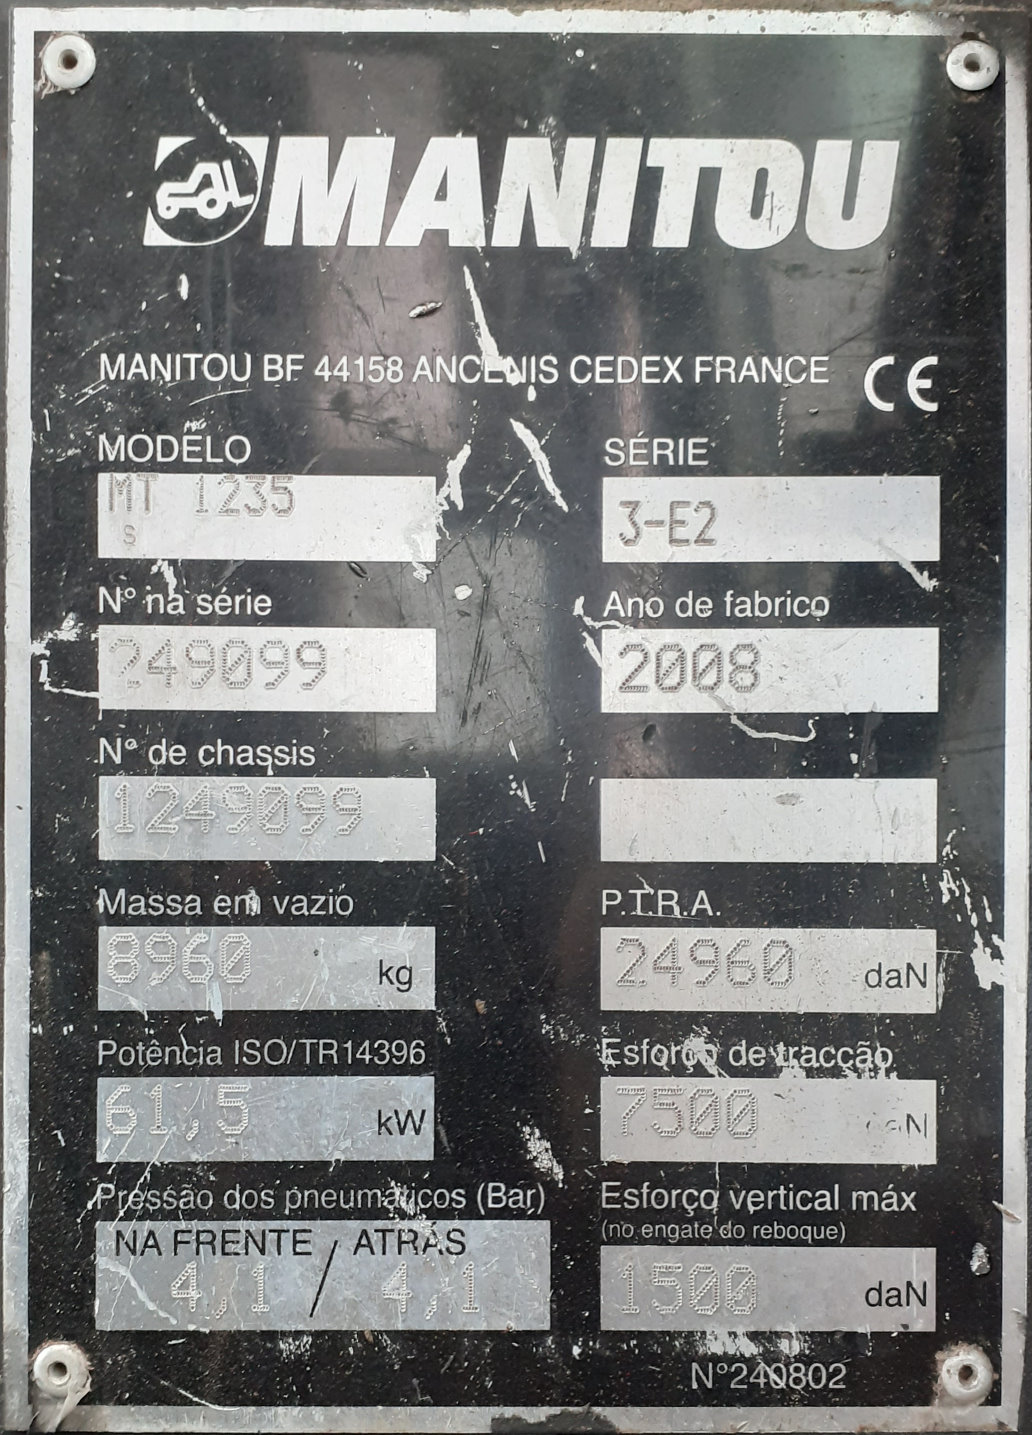 MANITOU
MANITOU BF 44158 ANCENIS CEDEX FRANCE CE
MODELO
MT 1235
s
SÉRIE
3-E2
N° na série
249099
Ano de fabrico
2008
N° de chassis
1249099
Massa em vazio
8960 kg
P.T.R.A.
24960 daN
Potência ISO/TR14396
61,5 kW
Esforço de tracção
7500 daN
Pressão dos pneumáticos (Bar)
NA FRENTE / ATRÁS
4,1 / 4,1
Esforço vertical máx
(no engate do reboque)
1500 daN
N°240802